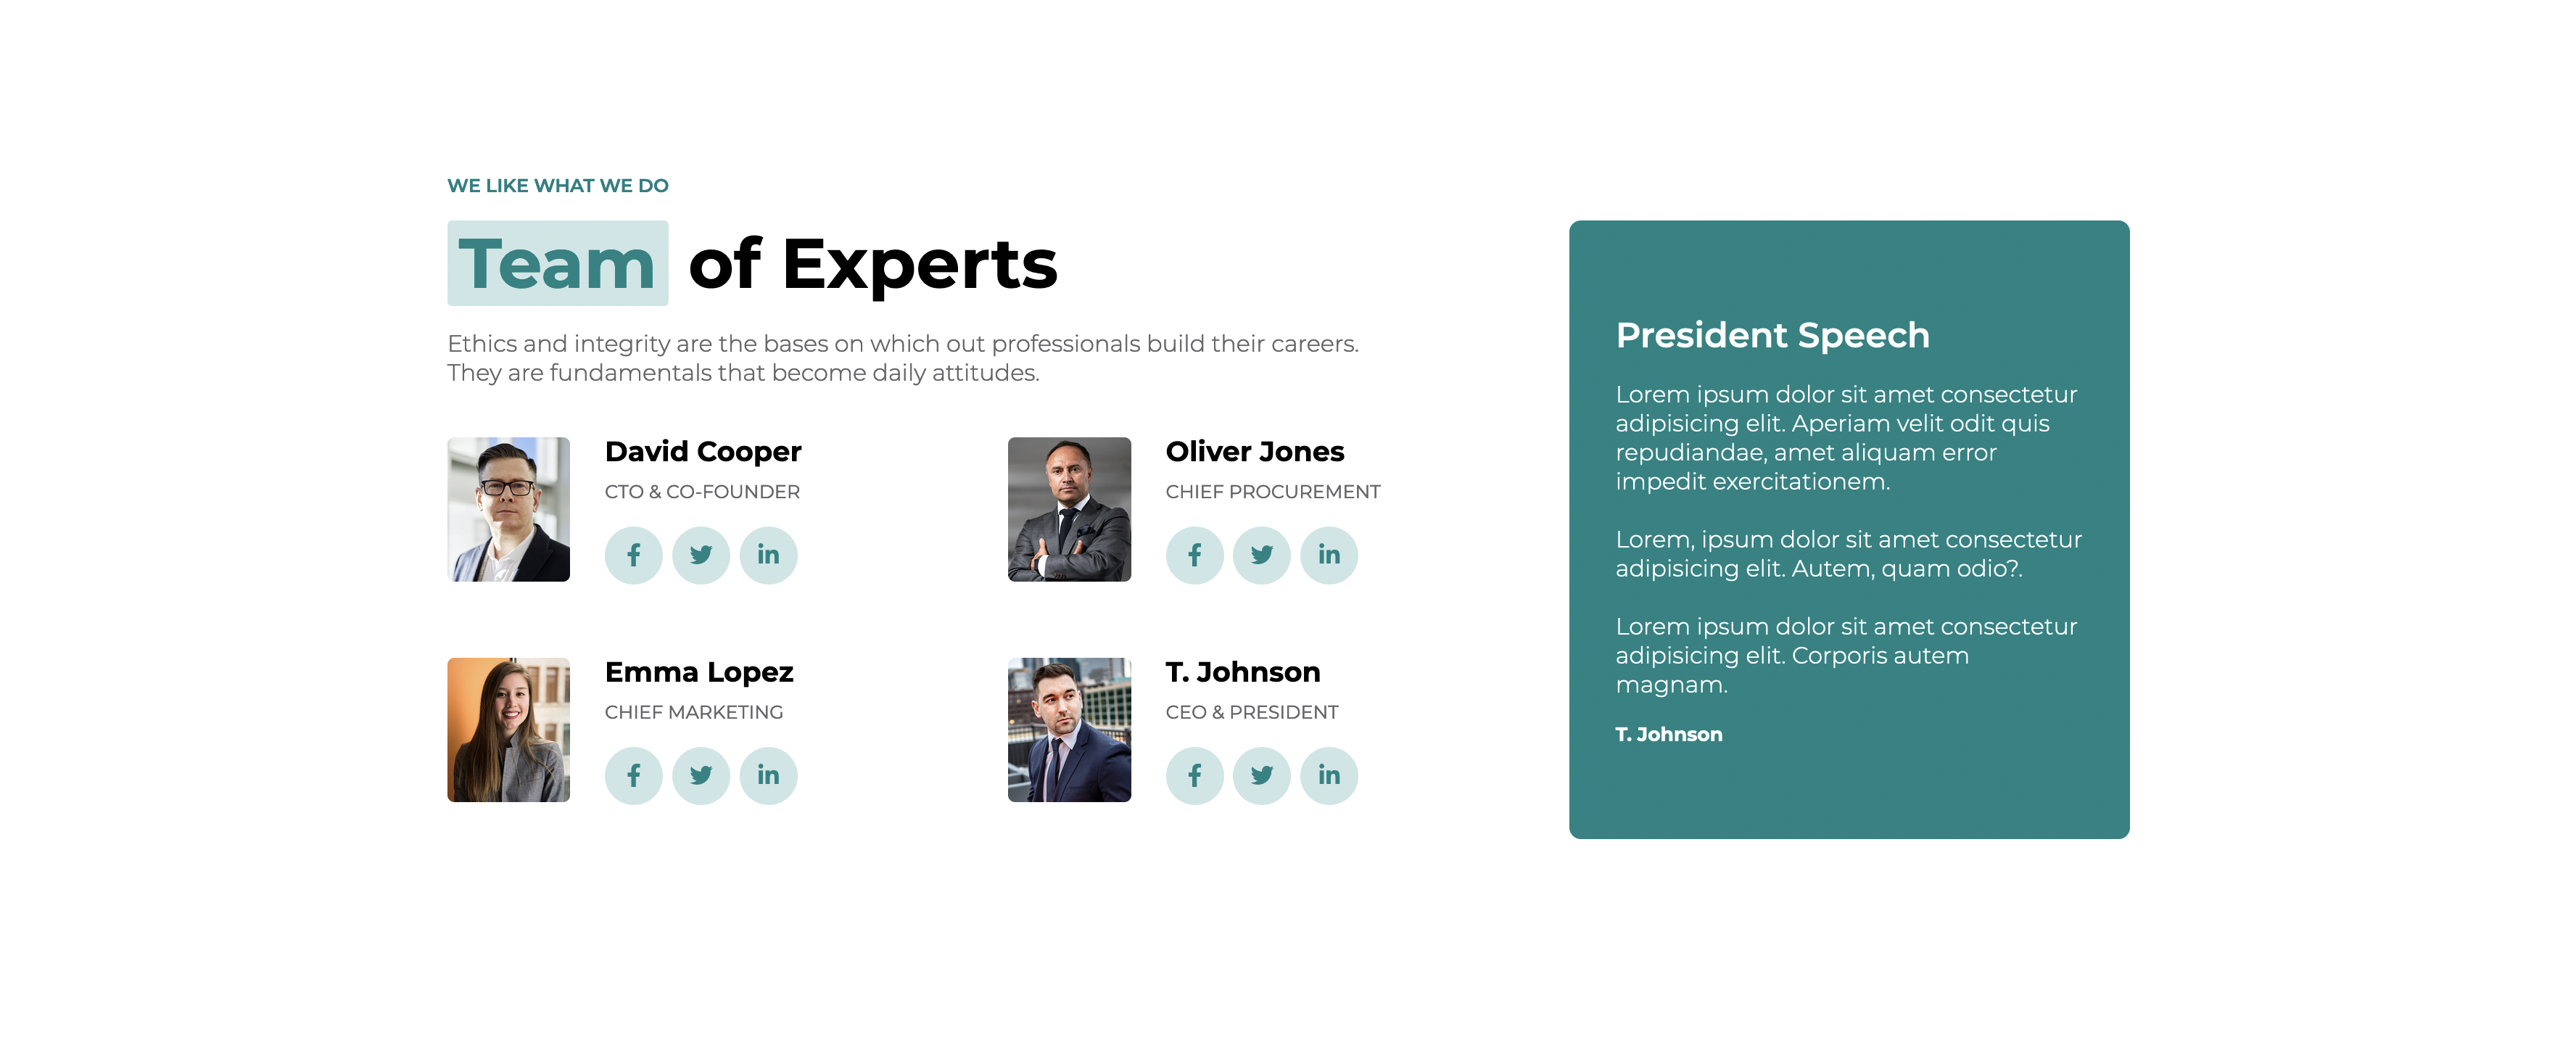 WE LIKE WHAT WE DO
Team of Experts
Ethics and integrity are the bases on which out professionals build their careers.
They are fundamentals that become daily attitudes.
David Cooper
CTO & CO-FOUNDER
Oliver Jones
CHIEF PROCUREMENT
Emma Lopez
CHIEF MARKETING
T. Johnson
CEO & PRESIDENT
President Speech
Lorem ipsum dolor sit amet consectetur
adipisicing elit. Aperiam velit odit quis
repudiandae, amet aliquam error
impedit exercitationem.
Lorem, ipsum dolor sit amet consectetur
adipisicing elit. Autem, quam odio?.
Lorem ipsum dolor sit amet consectetur
adipisicing elit. Corporis autem
magnam.
T. Johnson